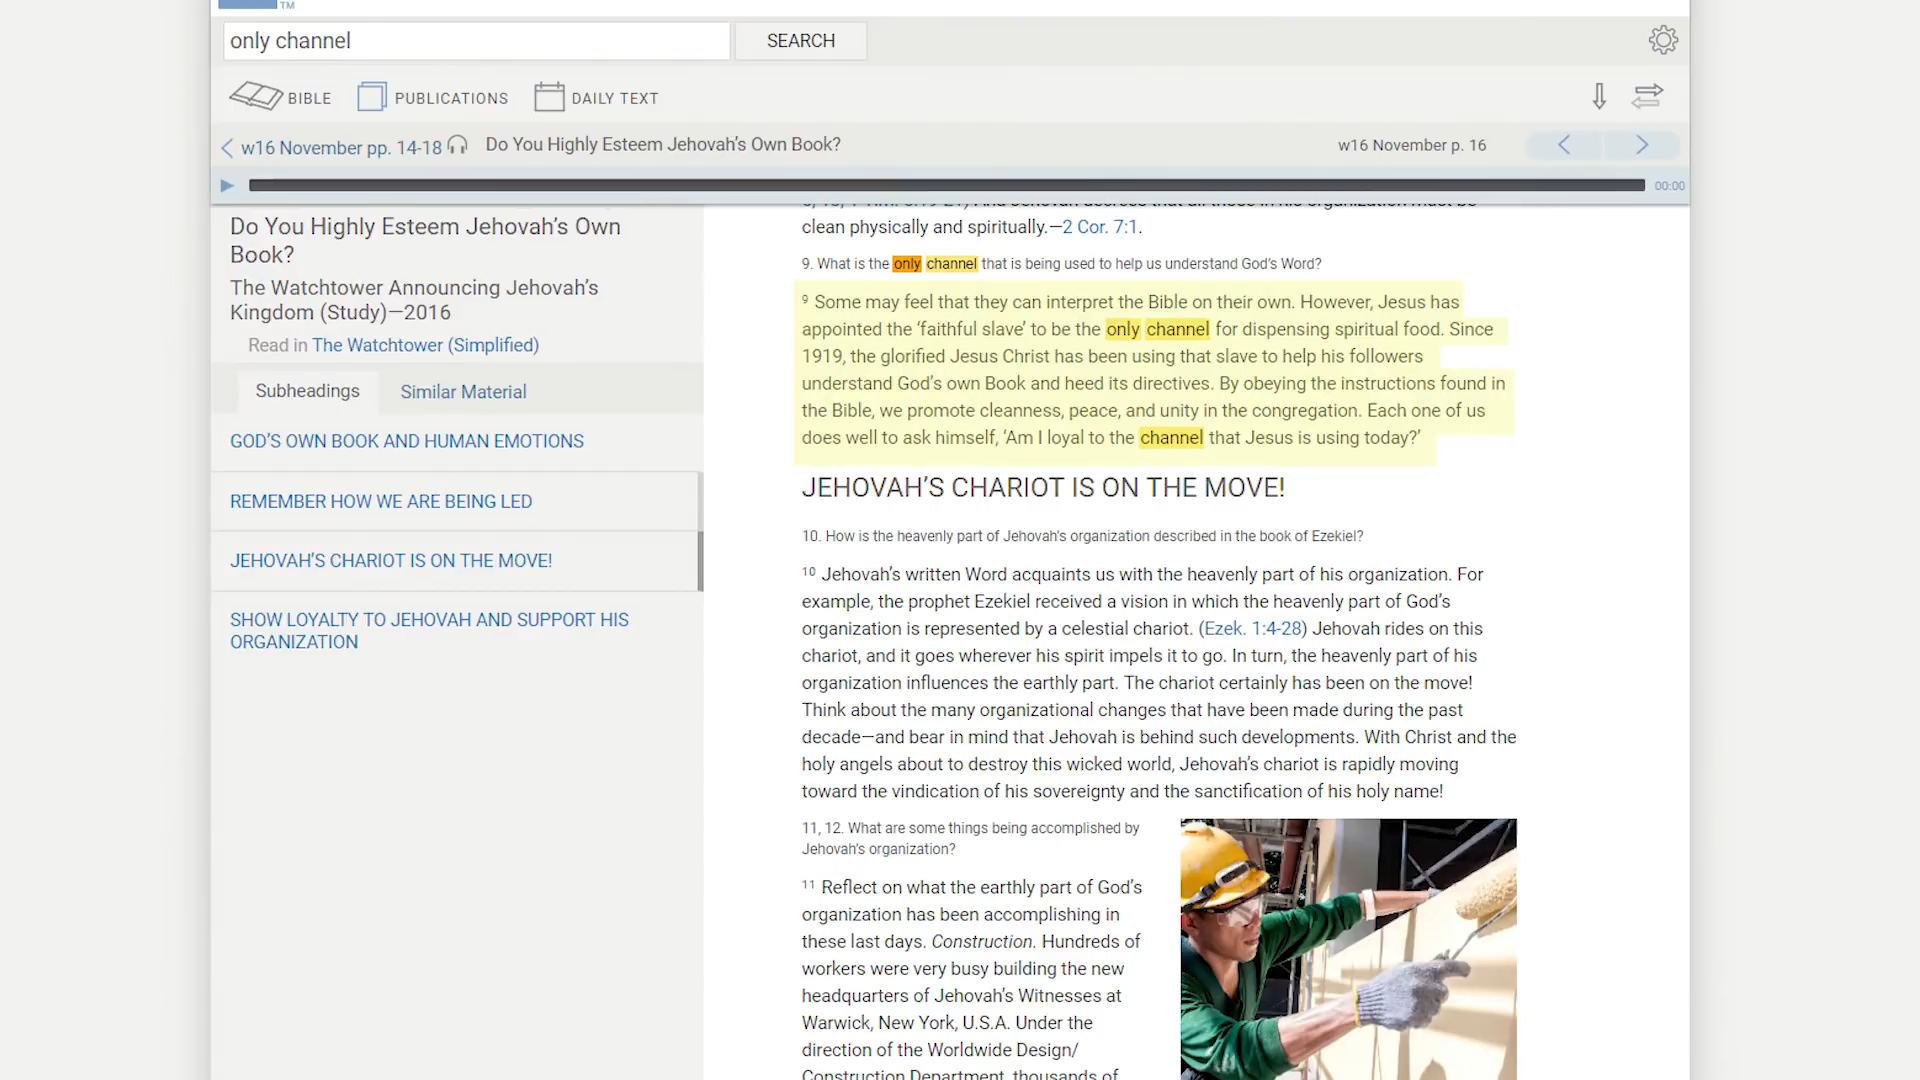 TM
only channel
SEARCH
BIBLE
PUBLICATIONS
DAILY TEXT
w16 November pp. 14-18
Do You Highly Esteem Jehovah’s Own Book?
w16 November p. 16
00:00
Do You Highly Esteem Jehovah’s Own
Book?
The Watchtower Announcing Jehovah’s
Kingdom (Study)—2016
Read in The Watchtower (Simplified)
Subheadings
Similar Material
GOD’S OWN BOOK AND HUMAN EMOTIONS
REMEMBER HOW WE ARE BEING LED
JEHOVAH’S CHARIOT IS ON THE MOVE!
SHOW LOYALTY TO JEHOVAH AND SUPPORT HIS
ORGANIZATION
clean physically and spiritually.—2 Cor. 7:1.
9. What is the only channel that is being used to help us understand God’s Word?
9 Some may feel that they can interpret the Bible on their own. However, Jesus has
appointed the ‘faithful slave’ to be the only channel for dispensing spiritual food. Since
1919, the glorified Jesus Christ has been using that slave to help his followers
understand God’s own Book and heed its directives. By obeying the instructions found in
the Bible, we promote cleanness, peace, and unity in the congregation. Each one of us
does well to ask himself, ‘Am I loyal to the channel that Jesus is using today?’
JEHOVAH’S CHARIOT IS ON THE MOVE!
10. How is the heavenly part of Jehovah’s organization described in the book of Ezekiel?
10 Jehovah’s written Word acquaints us with the heavenly part of his organization. For
example, the prophet Ezekiel received a vision in which the heavenly part of God’s
organization is represented by a celestial chariot. (Ezek. 1:4-28) Jehovah rides on this
chariot, and it goes wherever his spirit impels it to go. In turn, the heavenly part of his
organization influences the earthly part. The chariot certainly has been on the move!
Think about the many organizational changes that have been made during the past
decade—and bear in mind that Jehovah is behind such developments. With Christ and the
holy angels about to destroy this wicked world, Jehovah’s chariot is rapidly moving
toward the vindication of his sovereignty and the sanctification of his holy name!
11, 12. What are some things being accomplished by
Jehovah’s organization?
11 Reflect on what the earthly part of God’s
organization has been accomplishing in
these last days. Construction. Hundreds of
workers were very busy building the new
headquarters of Jehovah’s Witnesses at
Warwick, New York, U.S.A. Under the
direction of the Worldwide Design/
Construction Department, thousands of